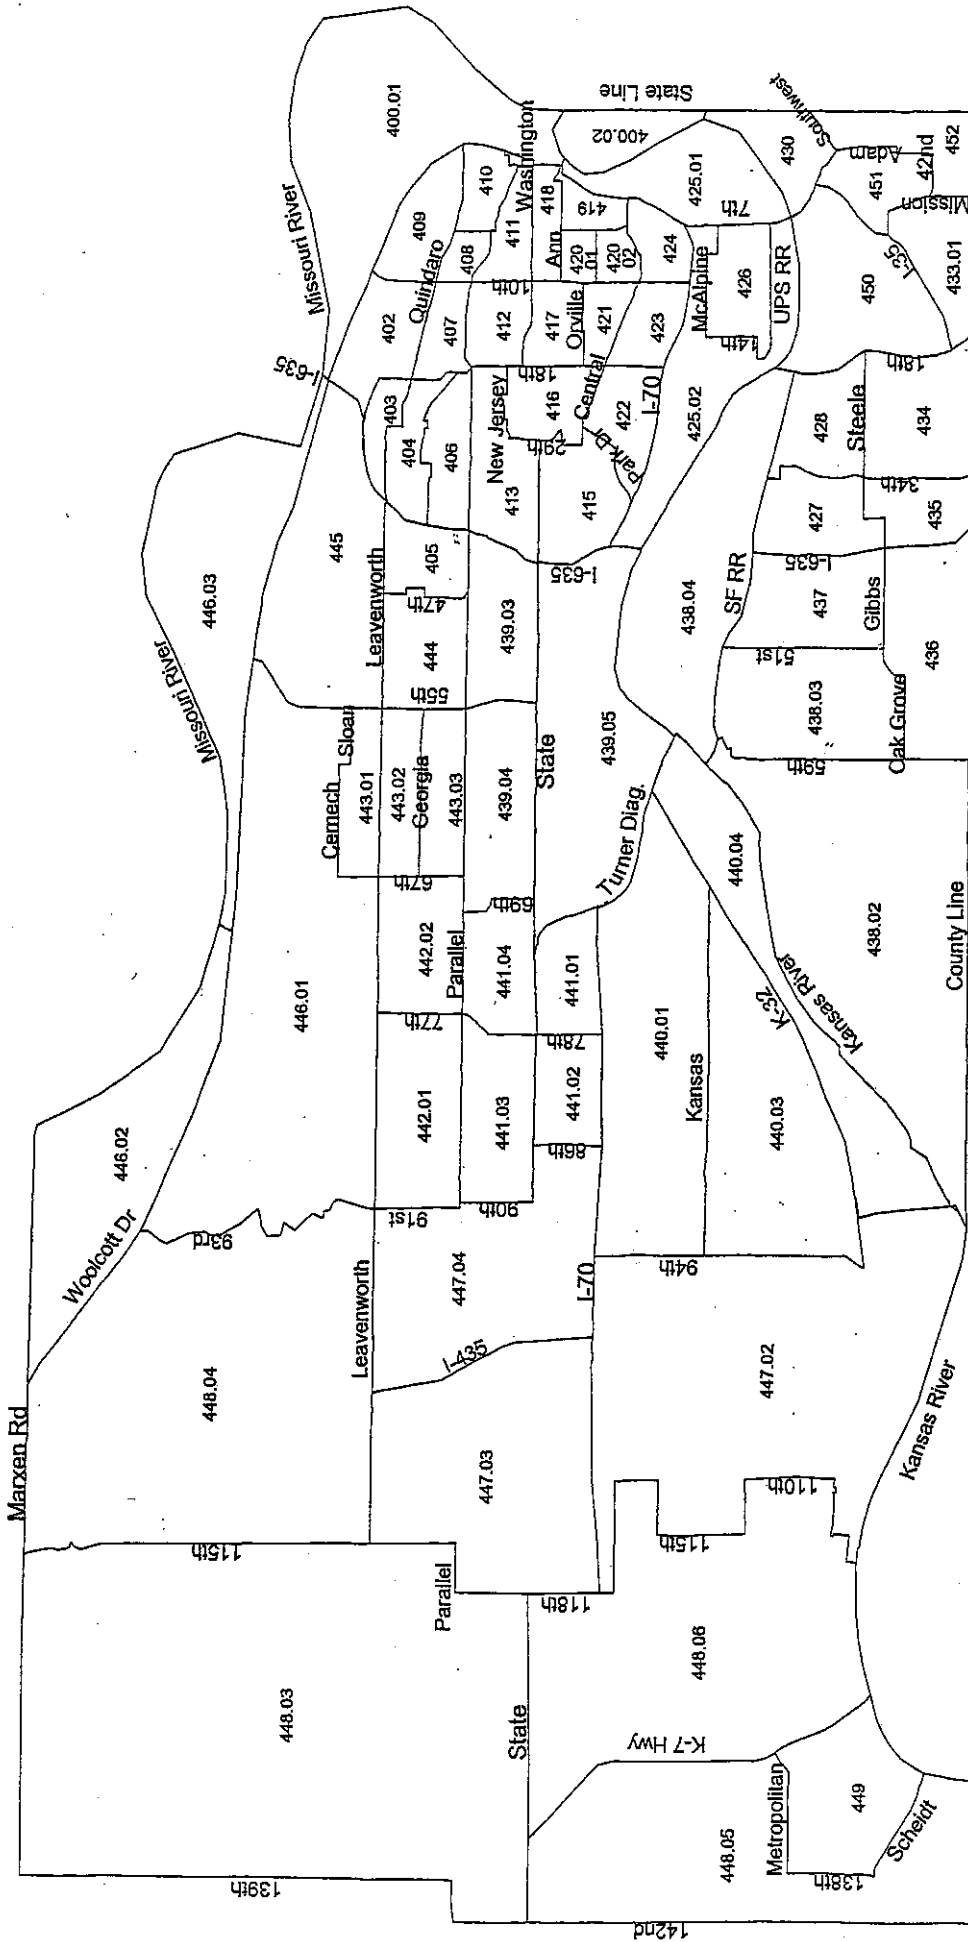 Missouri River
400.01
State Line
Missouri River
I-635
446.03
409
410
Washington
400.02
Southwest
402
Quindaro
408
411
418
419
425.01
430
Adam
42nd
452
451
Mission
7th
Ann
10th
420
01
420
02
424
403
407
412
417
Orville
421
423
McAlpine
426
UPS RR
14th
450
I-35
433.01
445
404
406
New Jersey
18th
416
Central
29th
422
Park Dr
I-70
425.02
18th
428
Steele
434
413
415
34th
Leavenworth
405
47th
439.03
I-635
427
435
I-635
SF RR
438.04
437
Gibbs
444
55th
51st
436
438.03
Oak Grove
59th
Cernech
Sloan
443.01
443.02
Georgia
443.03
439.04
State
439.05
67th
69th
Turner Diag.
440.04
438.02
County Line
446.01
442.02
Parallel
441.04
441.01
77th
78th
440.01
K-32
Kansas River
446.02
442.01
441.03
441.02
Kansas
440.03
86th
91st
90th
93rd
Woolcott Dr
Leavenworth
447.04
I-70
94th
I-435
Marxen Rd
448.04
447.03
447.02
Kansas River
110th
115th
115th
Parallel
118th
448.03
State
448.06
K-7 Hwy
Metropolitan
449
Scheidt
448.05
138th
139th
142nd